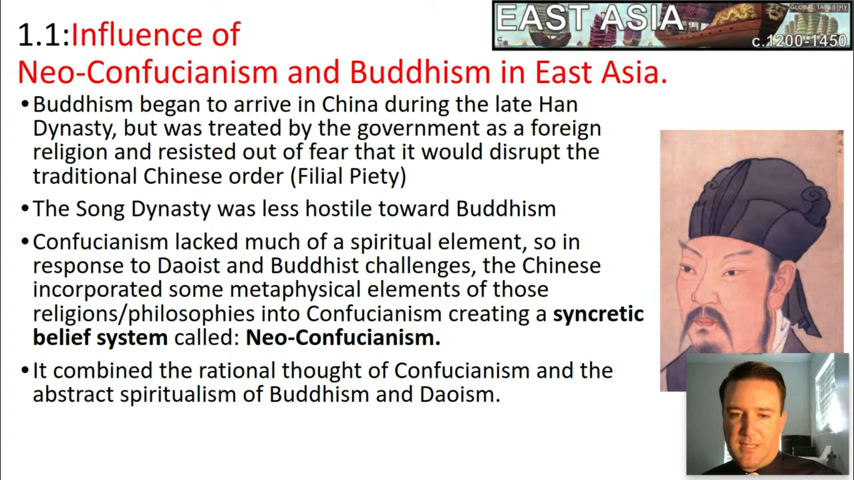 EAST ASIA
GLOBAL TAPESTRY
c.1200-1450
1.1:Influence of
Neo-Confucianism and Buddhism in East Asia.
•Buddhism began to arrive in China during the late Han
Dynasty, but was treated by the government as a foreign
religion and resisted out of fear that it would disrupt the
traditional Chinese order (Filial Piety)
•The Song Dynasty was less hostile toward Buddhism
•Confucianism lacked much of a spiritual element, so in
response to Daoist and Buddhist challenges, the Chinese
incorporated some metaphysical elements of those
religions/philosophies into Confucianism creating a syncretic
belief system called: Neo-Confucianism.
•It combined the rational thought of Confucianism and the
abstract spiritualism of Buddhism and Daoism.